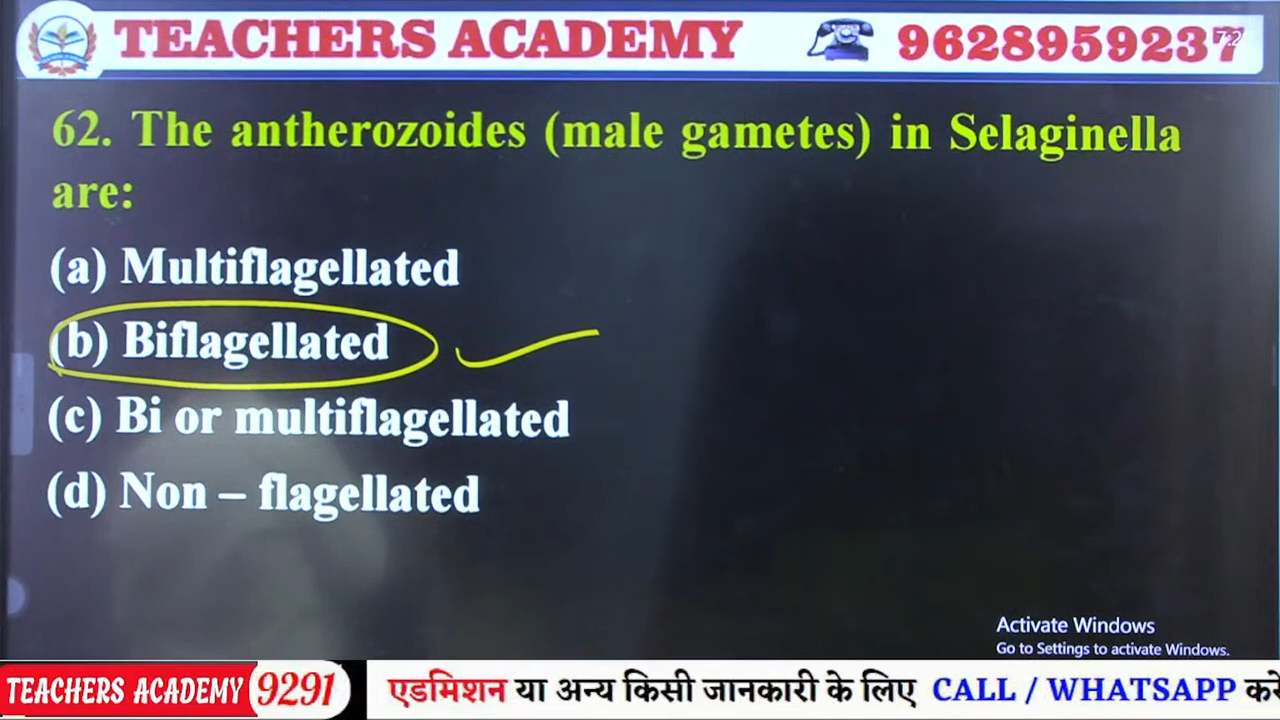 TEACHERS ACADEMY 9628959237
62. The antherozoides (male gametes) in Selaginella
are:
(a) Multiflagellated
(b) Biflagellated
(c) Bi or multiflagellated
(d) Non – flagellated
Activate Windows
Go to Settings to activate Windows.
TEACHERS ACADEMY 9291 एडमिशन या अन्य किसी जानकारी के लिए CALL / WHATSAPP करे